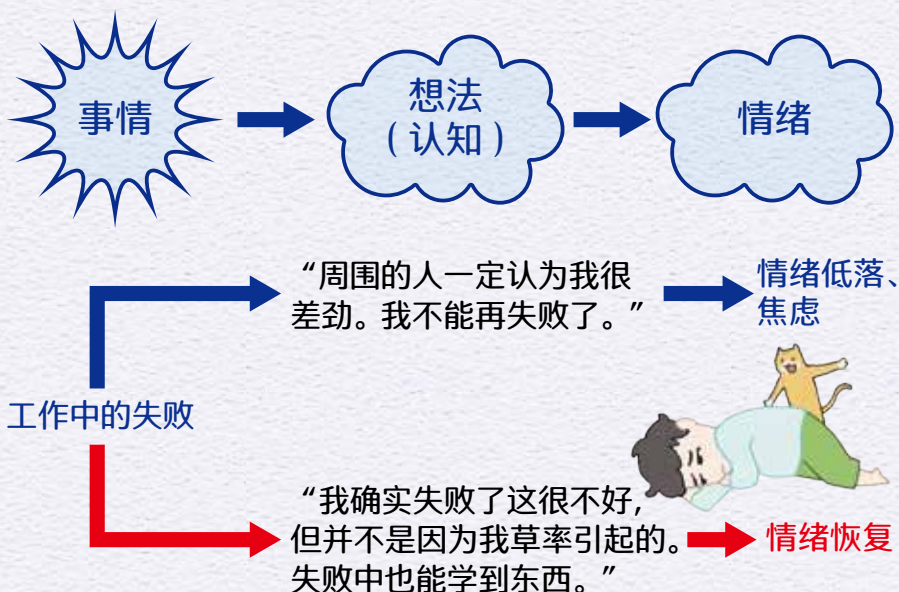 事情
想法
（认知）
情绪
“周围的人一定认为我很
差劲。我不能再失败了。”
情绪低落、
焦虑
工作中的失败
“我确实失败了这很不好，
但并不是因为我草率引起的。
失败中也能学到东西。”
情绪恢复